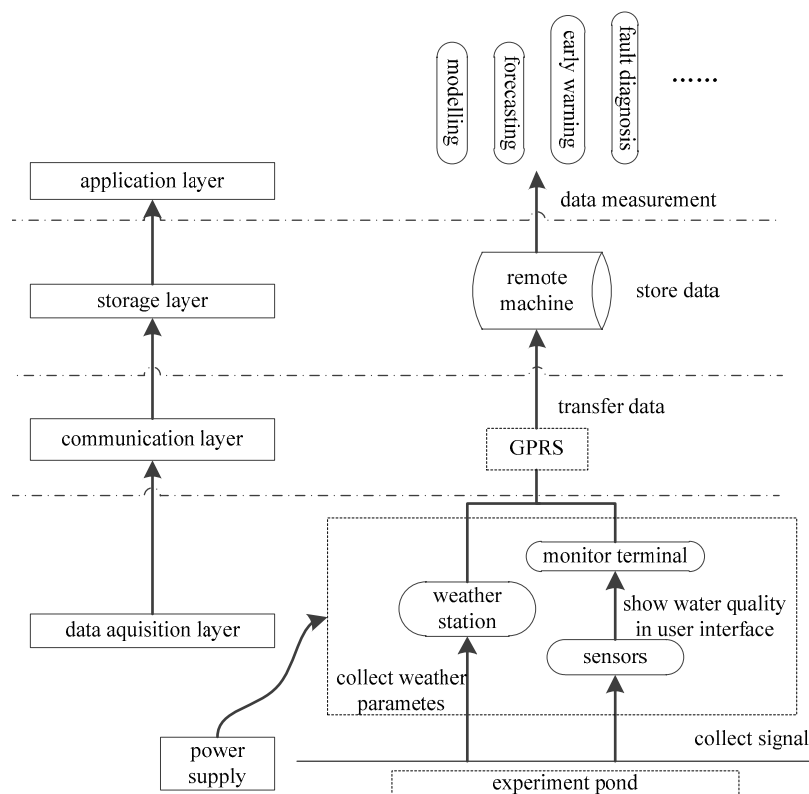 modelling
forecasting
early warning
fault diagnosis
......
application layer
data measurement
storage layer
remote
machine
store data
transfer data
communication layer
GPRS
monitor terminal
weather
station
show water quality
in user interface
data aquisition layer
sensors
collect weather
parametes
collect signal
power
supply
experiment pond